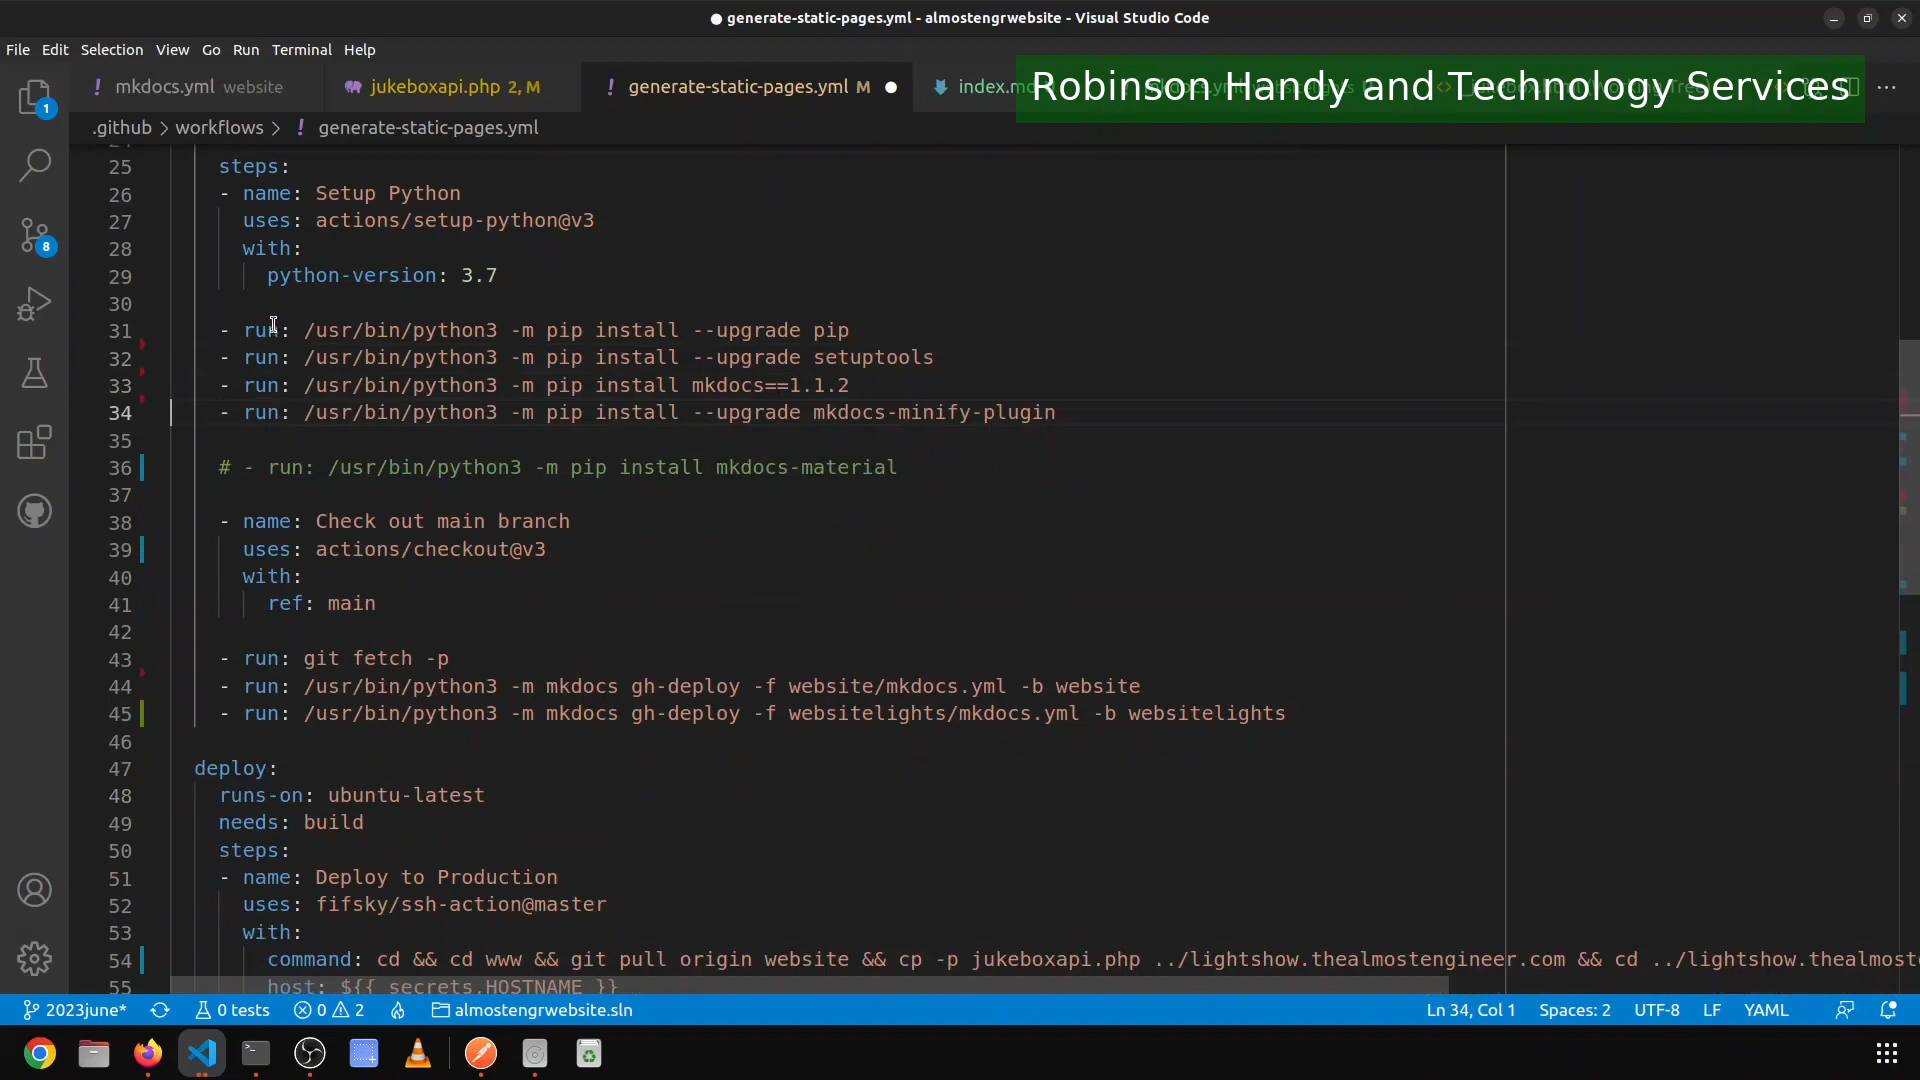 ● generate-static-pages.yml - almostengrwebsite - Visual Studio Code
File Edit Selection View Go Run Terminal Help
! mkdocs.yml website
jukeboxapi.php 2, M
! generate-static-pages.yml M ●
index.m
Robinson Handy and Technology Services
.github > workflows > ! generate-static-pages.yml
1
8
25 steps:
26 - name: Setup Python
27 uses: actions/setup-python@v3
28 with:
29 python-version: 3.7
30
31 - run: /usr/bin/python3 -m pip install --upgrade pip
32 - run: /usr/bin/python3 -m pip install --upgrade setuptools
33 - run: /usr/bin/python3 -m pip install mkdocs==1.1.2
34 - run: /usr/bin/python3 -m pip install --upgrade mkdocs-minify-plugin
35
36 # - run: /usr/bin/python3 -m pip install mkdocs-material
37
38 - name: Check out main branch
39 uses: actions/checkout@v3
40 with:
41 ref: main
42
43 - run: git fetch -p
44 - run: /usr/bin/python3 -m mkdocs gh-deploy -f website/mkdocs.yml -b website
45 - run: /usr/bin/python3 -m mkdocs gh-deploy -f websitelights/mkdocs.yml -b websitelights
46
47 deploy:
48 runs-on: ubuntu-latest
49 needs: build
50 steps:
51 - name: Deploy to Production
52 uses: fifsky/ssh-action@master
53 with:
54 command: cd && cd www && git pull origin website && cp -p jukeboxapi.php ../lightshow.thealmostengineer.com && cd ../lightshow.thealmost
55 host: ${{ secrets.HOSTNAME }}
2023june* 0 tests 0 2 almostengrwebsite.sln Ln 34, Col 1 Spaces: 2 UTF-8 LF YAML